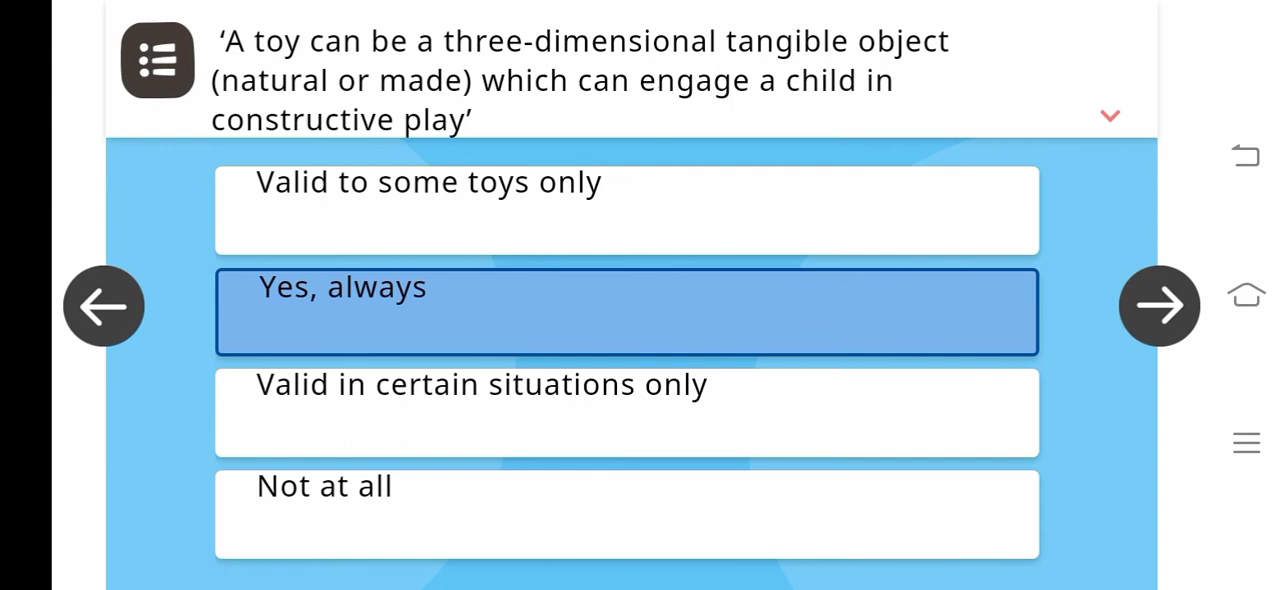 ‘A toy can be a three-dimensional tangible object
(natural or made) which can engage a child in
constructive play’
Valid to some toys only
Yes, always
Valid in certain situations only
Not at all